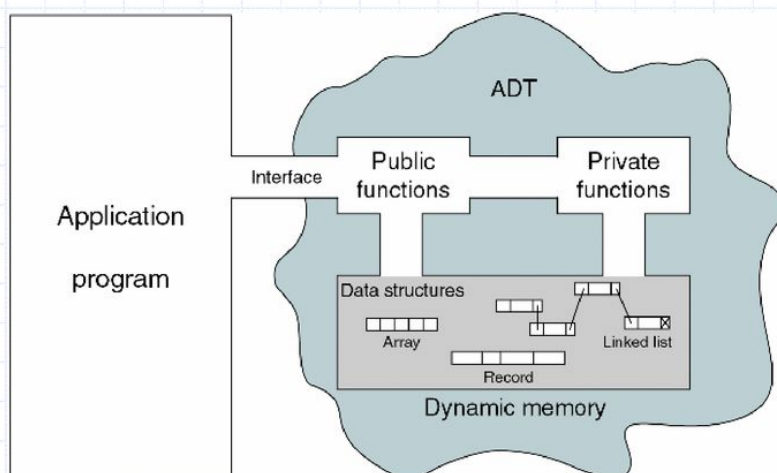 ADT
Public
functions
Private
functions
Interface
Application
program
Data structures
Array
Linked list
Record
Dynamic memory